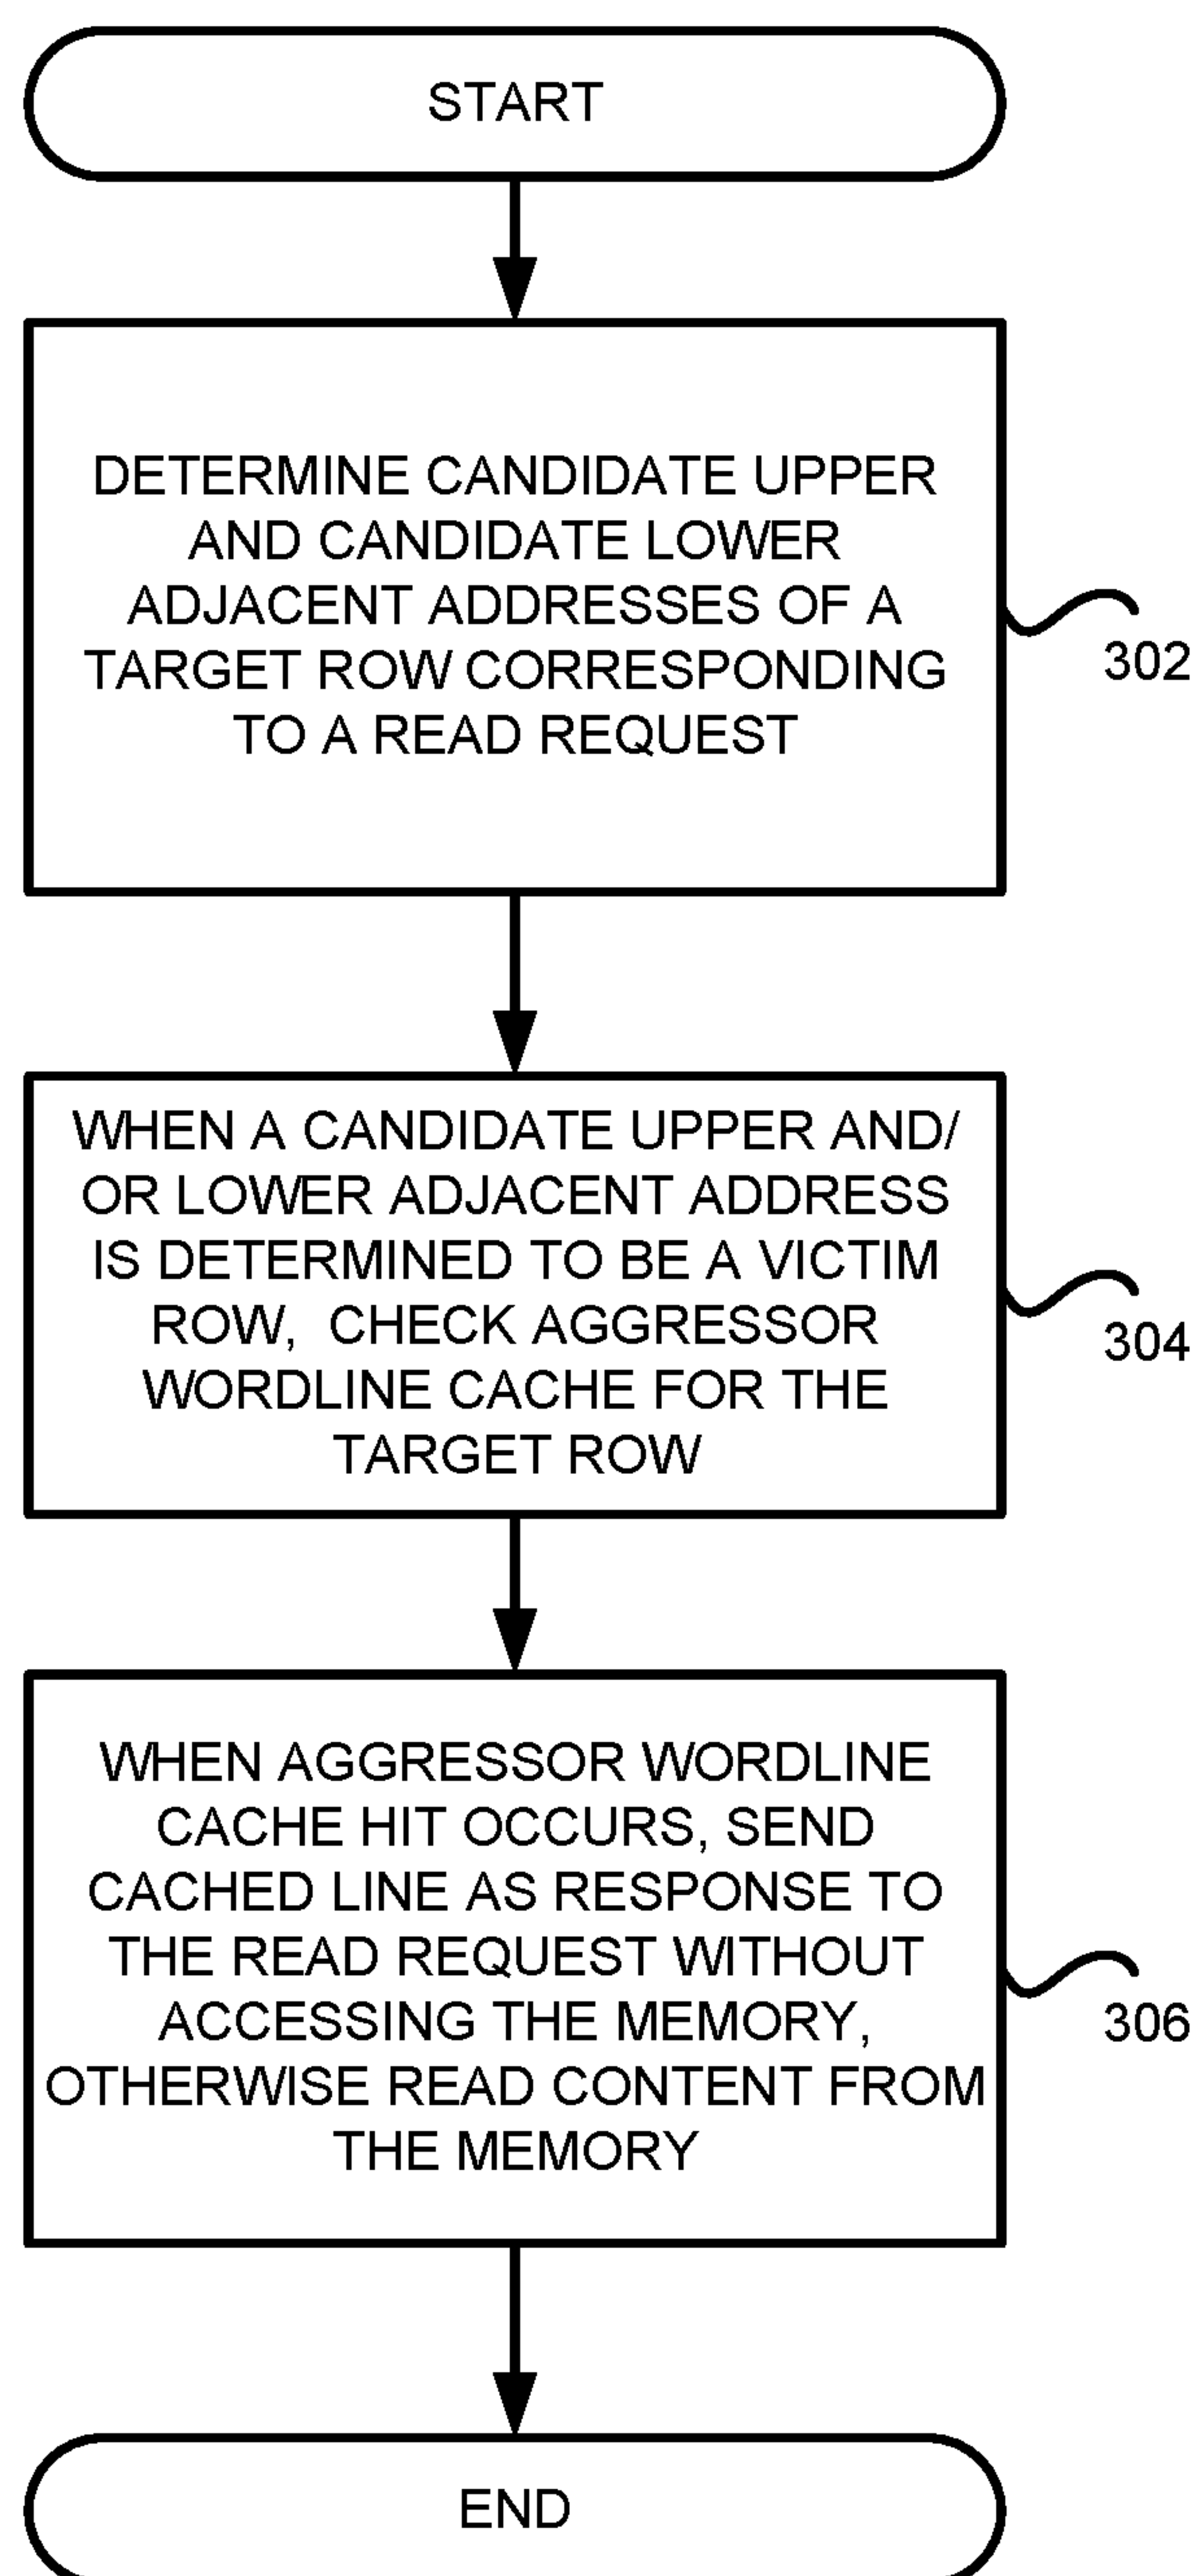 START
DETERMINE CANDIDATE UPPER
AND CANDIDATE LOWER
ADJACENT ADDRESSES OF A
TARGET ROW CORRESPONDING
TO A READ REQUEST
302
WHEN A CANDIDATE UPPER AND/
OR LOWER ADJACENT ADDRESS
IS DETERMINED TO BE A VICTIM
ROW,  CHECK AGGRESSOR
WORDLINE CACHE FOR THE
TARGET ROW
304
WHEN AGGRESSOR WORDLINE
CACHE HIT OCCURS, SEND
CACHED LINE AS RESPONSE TO
THE READ REQUEST WITHOUT
ACCESSING THE MEMORY,
OTHERWISE READ CONTENT FROM
THE MEMORY
306
END